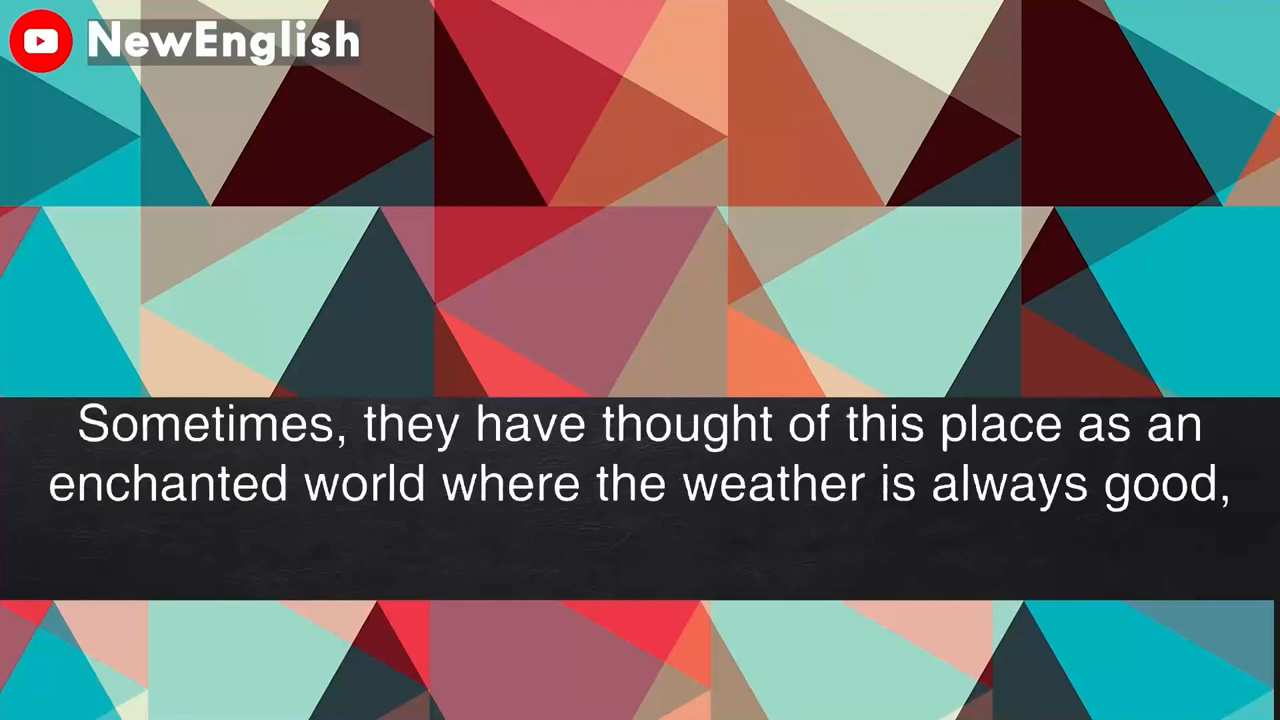 NewEnglish
Sometimes, they have thought of this place as an
enchanted world where the weather is always good,